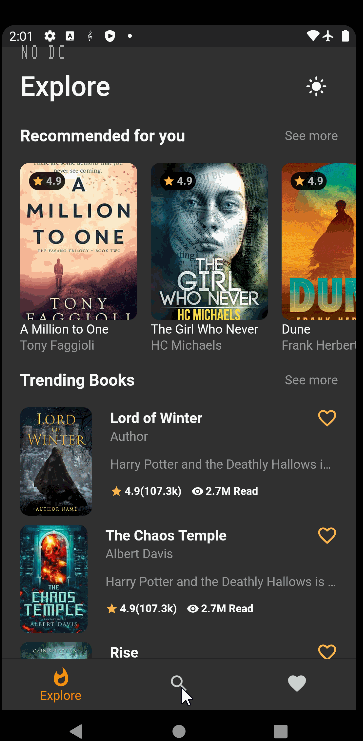 2:01
NO DC
Explore
Recommended for you See more
4.9
A
MILLION
TO ONE
TONY
FAGGIOLI
4.9
THE
GIRL
WHO NEVER
HC MICHAELS
4.9
DUN
A Million to One
Tony Faggioli
The Girl Who Never
HC Michaels
Dune
Frank Herbert
Trending Books See more
LORD
OF
WINTER
AUTHOR NAME
Lord of Winter
Author
Harry Potter and the Deathly Hallows i...
4.9(107.3k) 2.7M Read
THE
CHAOS
TEMPLE
ALBERT DAVIS
The Chaos Temple
Albert Davis
Harry Potter and the Deathly Hallows is ...
4.9(107.3k) 2.7M Read
Rise
Explore